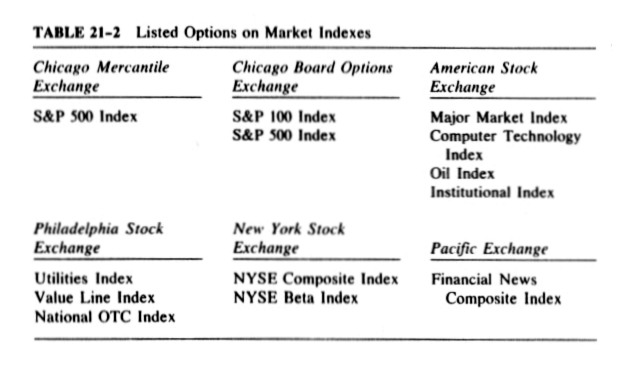 TABLE 21-2 Listed Options on Market Indexes
Chicago Mercantile
Exchange
S&P 500 Index
Chicago Board Options
Exchange
S&P 100 Index
S&P 500 Index
American Stock
Exchange
Major Market Index
Computer Technology
Index
Oil Index
Institutional Index
Philadelphia Stock
Exchange
Utilities Index
Value Line Index
National OTC Index
New York Stock
Exchange
NYSE Composite Index
NYSE Beta Index
Pacific Exchange
Financial News
Composite Index